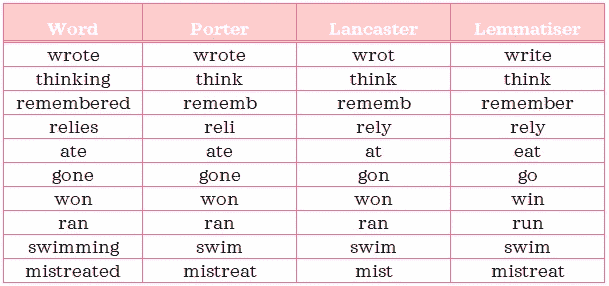 Word Porter Lancaster Lemmatiser
wrote wrote wrot write
thinking think think think
remembered rememb rememb remember
relies reli rely rely
ate ate at eat
gone gone gon go
won won won win
ran ran ran run
swimming swim swim swim
mistreated mistreat mist mistreat